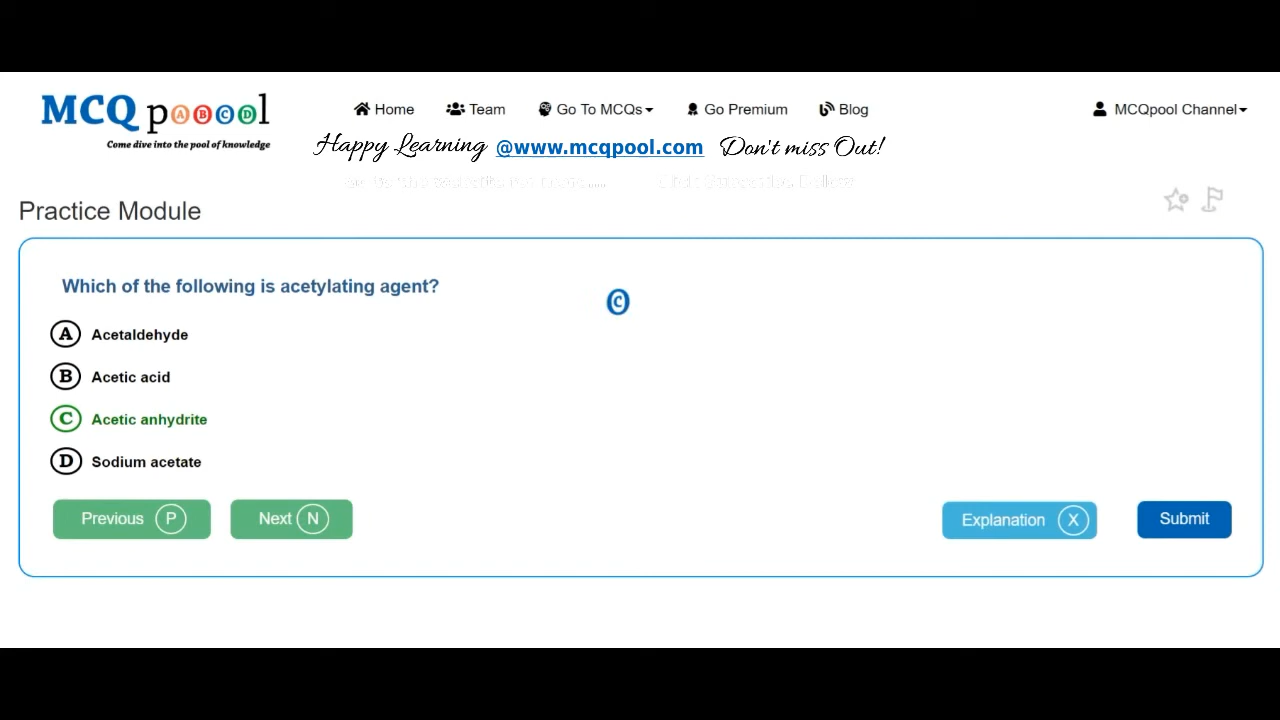 MCQ pooool
Come dive into the pool of knowledge
Home Team Go To MCQs Go Premium Blog MCQpool Channel
Happy Learning @www.mcqpool.com Don't miss Out!
Practice Module
Which of the following is acetylating agent?
C
A Acetaldehyde
B Acetic acid
C Acetic anhydrite
D Sodium acetate
Previous P Next N Explanation X Submit